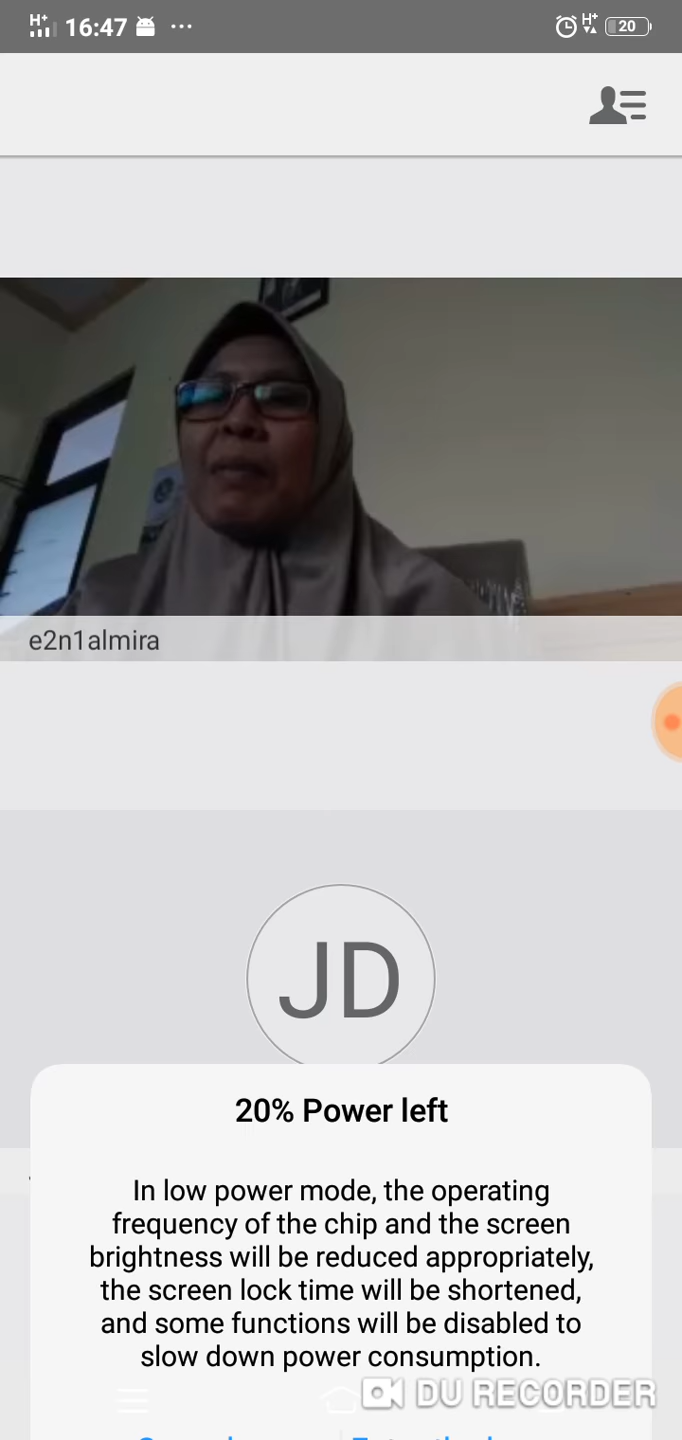 H+ 16:47 ... H+ 20
e2n1almira
JD
20% Power left
In low power mode, the operating
frequency of the chip and the screen
brightness will be reduced appropriately,
the screen lock time will be shortened,
and some functions will be disabled to
slow down power consumption.
DU RECORDER